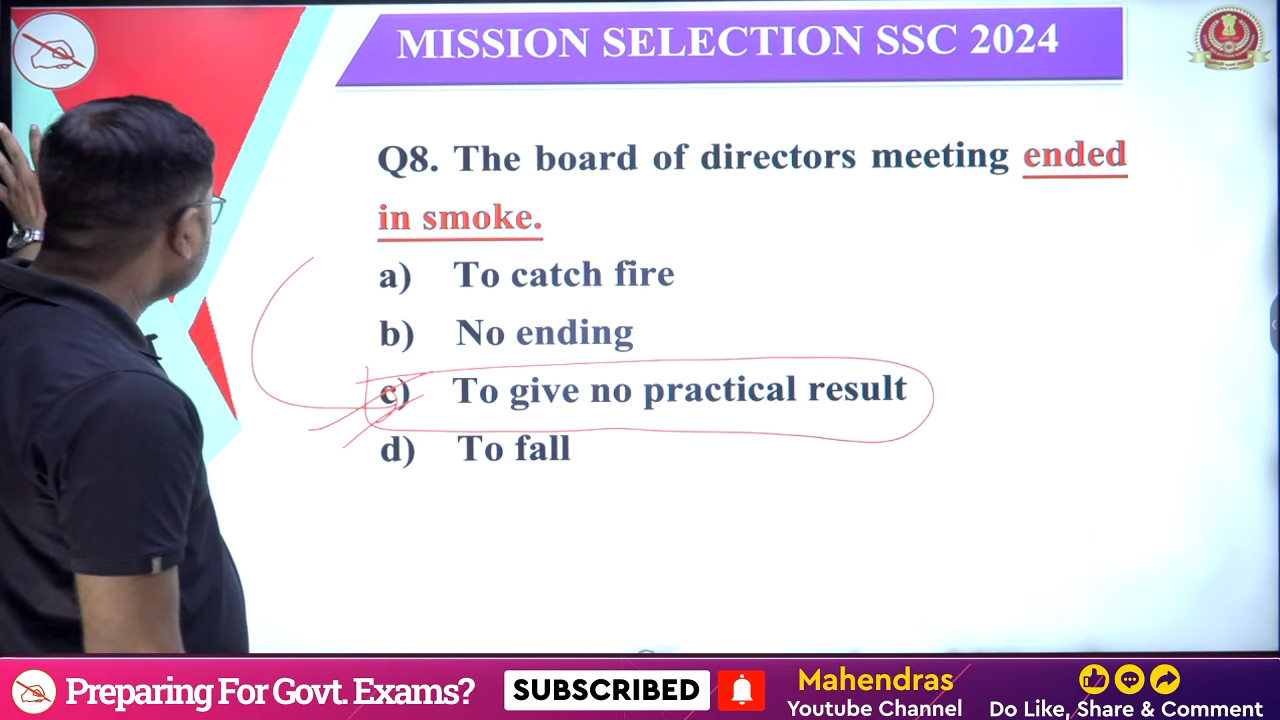 MISSION SELECTION SSC 2024
Q8. The board of directors meeting ended
in smoke.
a) To catch fire
b) No ending
c) To give no practical result
d) To fall
Preparing For Govt. Exams?
SUBSCRIBED
Mahendras
Youtube Channel
Do Like, Share & Comment